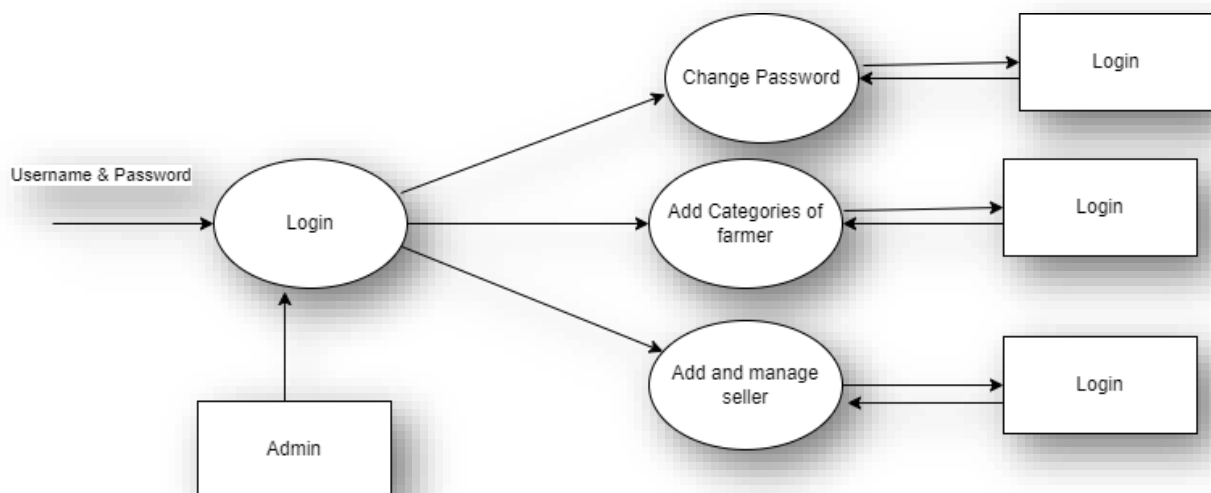 Change Password
Login
Username & Password
Login
Add Categories of
farmer
Login
Add and manage
seller
Login
Admin